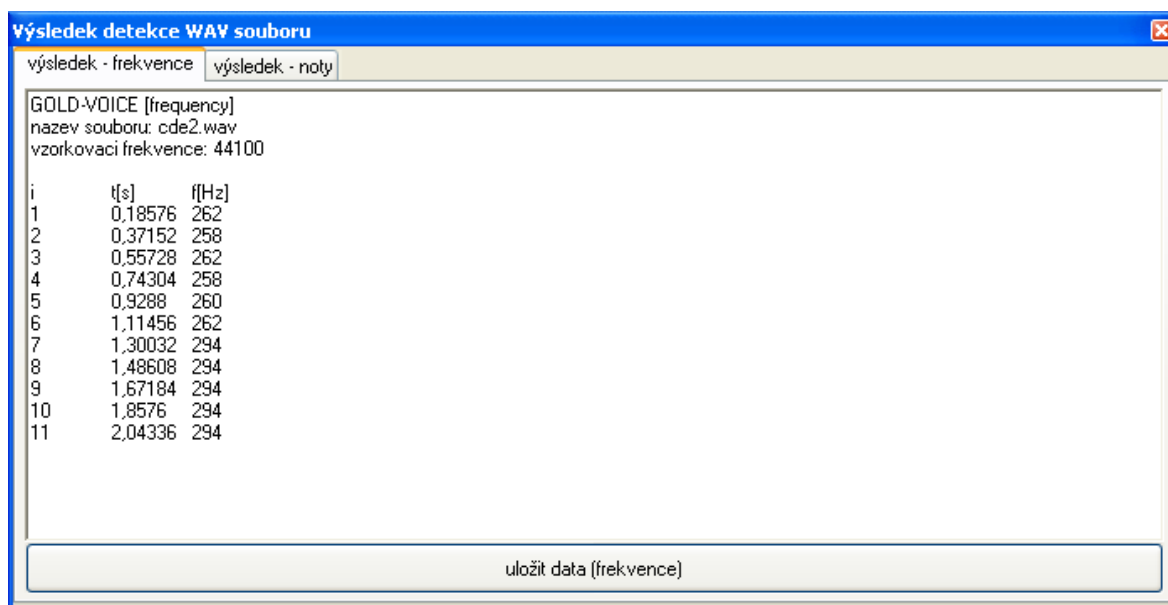 Výsledek detekce WAV souboru
výsledek - frekvence výsledek - noty
GOLD-VOICE [frequency]
nazev souboru: cde2.wav
vzorkovaci frekvence: 44100
i t[s] f[Hz]
1 0,18576 262
2 0,37152 258
3 0,55728 262
4 0,74304 258
5 0,9288 260
6 1,11456 262
7 1,30032 294
8 1,48608 294
9 1,67184 294
10 1,8576 294
11 2,04336 294
uložit data (frekvence)